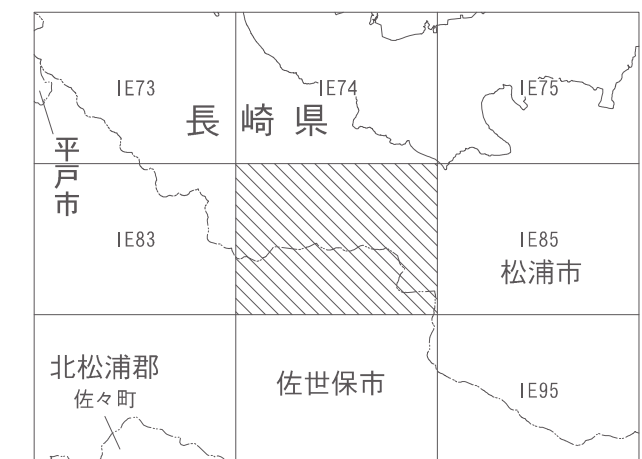 IE73
IE74
IE75
長崎県
平戸市
IE83
IE85
松浦市
北松浦郡
佐々町
佐世保市
IE95